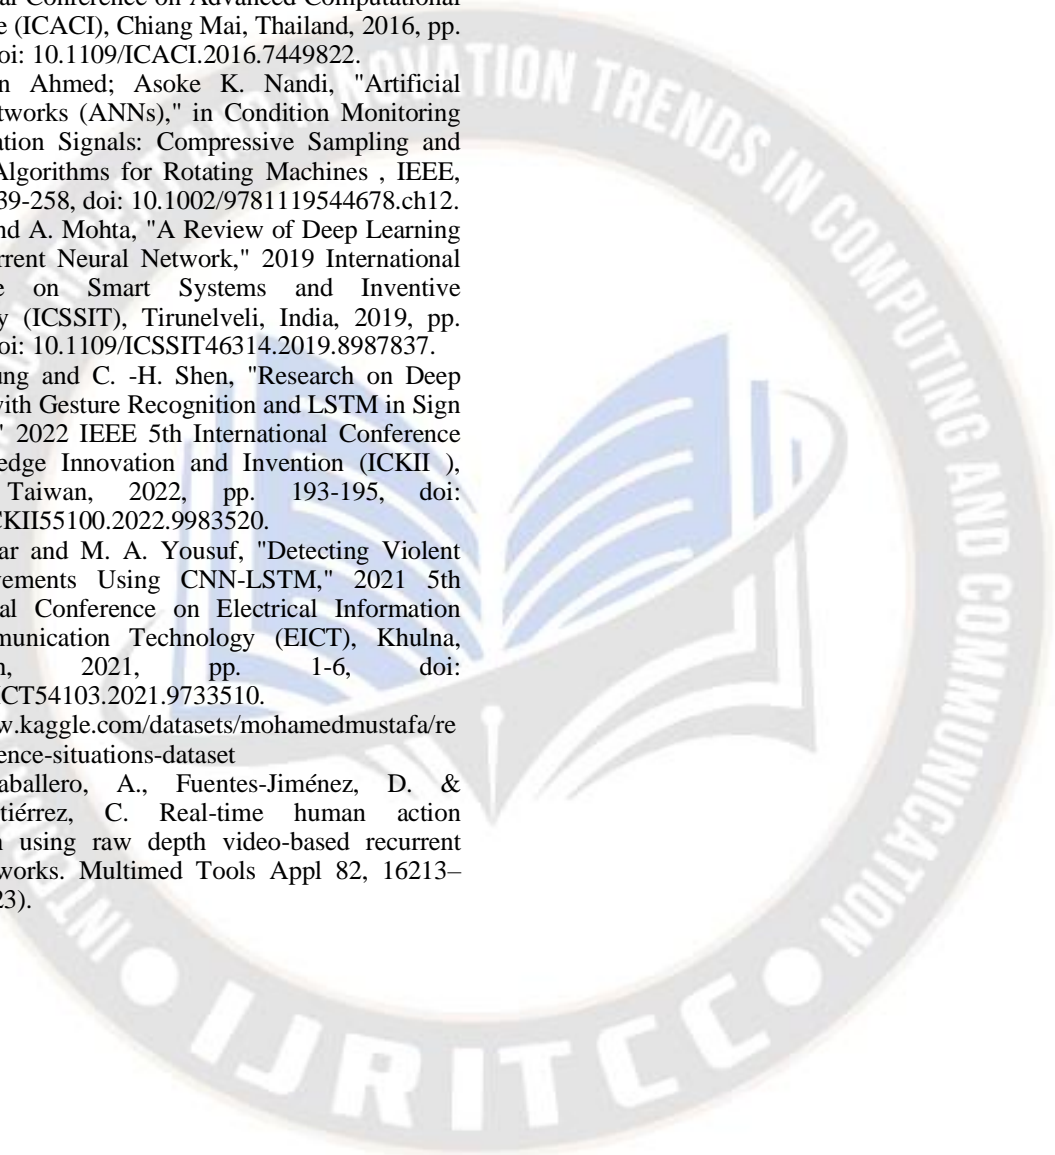 al Conference on Advanced Computational
e (ICACI), Chiang Mai, Thailand, 2016, pp.
oi: 10.1109/ICACI.2016.7449822.
n Ahmed; Asoke K. Nandi, "Artificial
tworks (ANNs)," in Condition Monitoring
ation Signals: Compressive Sampling and
Algorithms for Rotating Machines , IEEE,
39-258, doi: 10.1002/9781119544678.ch12.
nd A. Mohta, "A Review of Deep Learning
rrent Neural Network," 2019 International
e on Smart Systems and Inventive
y (ICSSIT), Tirunelveli, India, 2019, pp.
oi: 10.1109/ICSSIT46314.2019.8987837.
ung and C. -H. Shen, "Research on Deep
with Gesture Recognition and LSTM in Sign
" 2022 IEEE 5th International Conference
edge Innovation and Invention (ICKII ),
Taiwan, 2022, pp. 193-195, doi:
CKII55100.2022.9983520.
ar and M. A. Yousuf, "Detecting Violent
ements Using CNN-LSTM," 2021 5th
al Conference on Electrical Information
munication Technology (EICT), Khulna,
h, 2021, pp. 1-6, doi:
ICT54103.2021.9733510.
w.kaggle.com/datasets/mohamedmustafa/re
ence-situations-dataset
aballero, A., Fuentes-Jiménez, D. &
tiérrez, C. Real-time human action
n using raw depth video-based recurrent
works. Multimed Tools Appl 82, 16213–
23).
INNOVATION TRENDS IN COMPUTING AND COMMUNICATION
IJRITCC